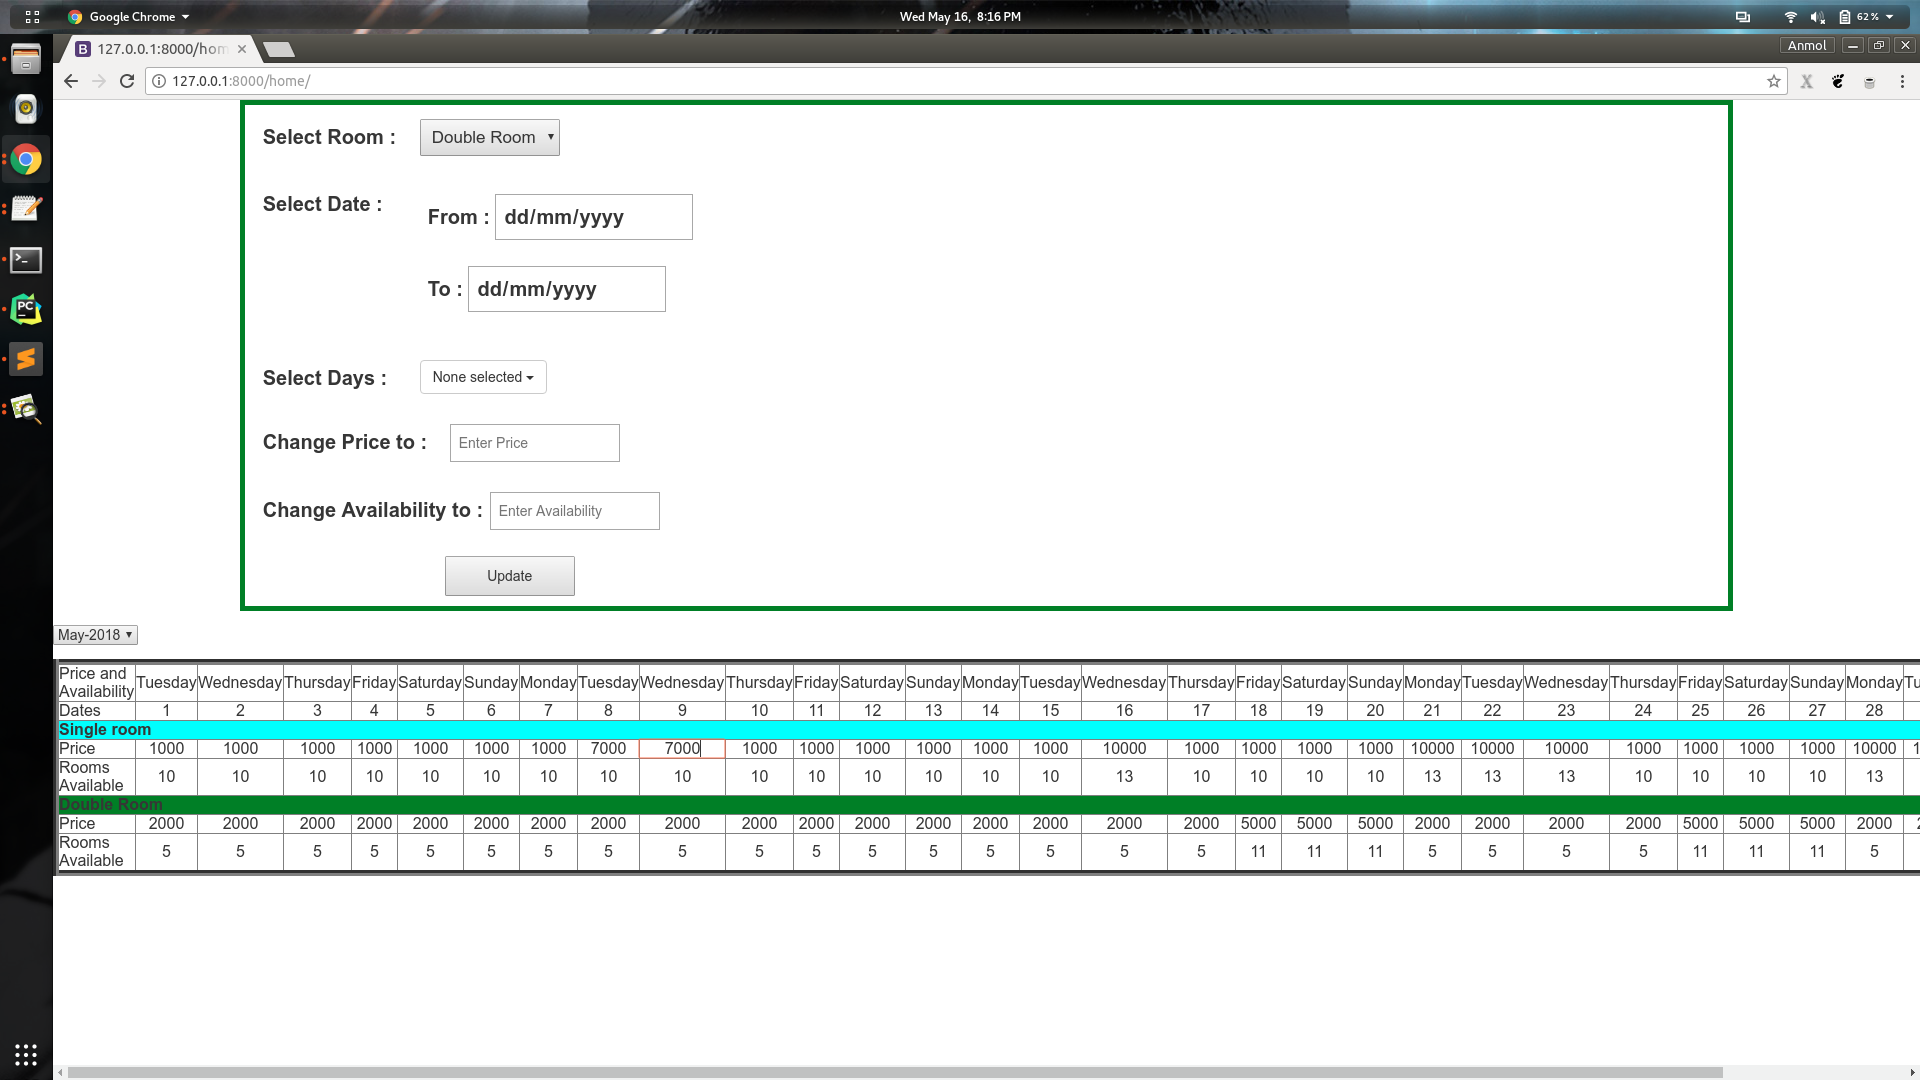 Google Chrome Wed May 16, 8:16 PM 62 %
127.0.0.1:8000/hom Anmol
127.0.0.1:8000/home/
Select Room : Double Room
Select Date : From : dd/mm/yyyy
To : dd/mm/yyyy
Select Days : None selected
Change Price to : Enter Price
Change Availability to : Enter Availability
Update
May-2018
Price and
Availability Tuesday Wednesday Thursday Friday Saturday Sunday Monday Tuesday Wednesday Thursday Friday Saturday Sunday Monday Tuesday Wednesday Thursday Friday Saturday Sunday Monday Tuesday Wednesday Thursday Friday Saturday Sunday Monday Tu
Dates 1 2 3 4 5 6 7 8 9 10 11 12 13 14 15 16 17 18 19 20 21 22 23 24 25 26 27 28
Single room
Price 1000 1000 1000 1000 1000 1000 1000 7000 7000 1000 1000 1000 1000 1000 1000 10000 1000 1000 1000 1000 10000 10000 10000 1000 1000 1000 1000 10000 1
Rooms
Available 10 10 10 10 10 10 10 10 10 10 10 10 10 10 10 13 10 10 10 10 13 13 13 10 10 10 10 13
Double Room
Price 2000 2000 2000 2000 2000 2000 2000 2000 2000 2000 2000 2000 2000 2000 2000 2000 2000 5000 5000 5000 2000 2000 2000 2000 5000 5000 5000 2000
Rooms
Available 5 5 5 5 5 5 5 5 5 5 5 5 5 5 5 5 5 11 11 11 5 5 5 5 11 11 11 5